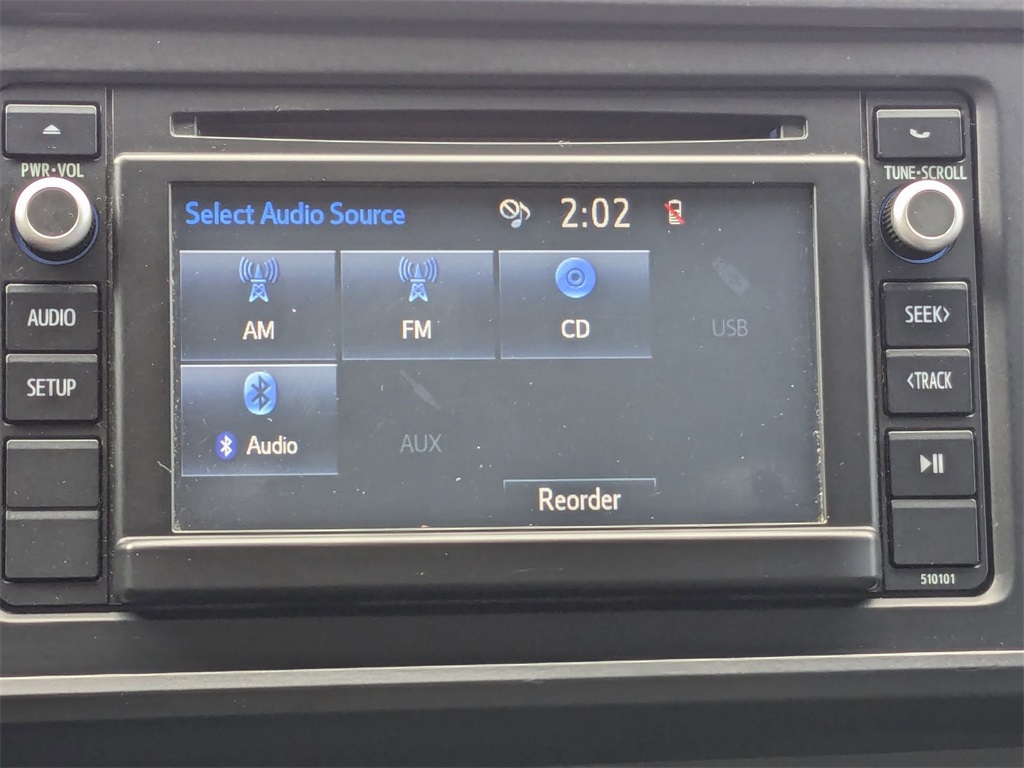 PWR•VOL
AUDIO
SETUP
Select Audio Source
2:02
AM
FM
CD
USB
Audio
AUX
Reorder
TUNE•SCROLL
SEEK>
<TRACK
510101